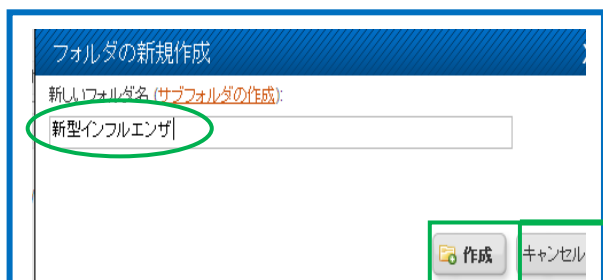 フォルダの新規作成
新しいフォルダ名 (サブフォルダの作成):
新型インフルエンザ
作成 キャンセル